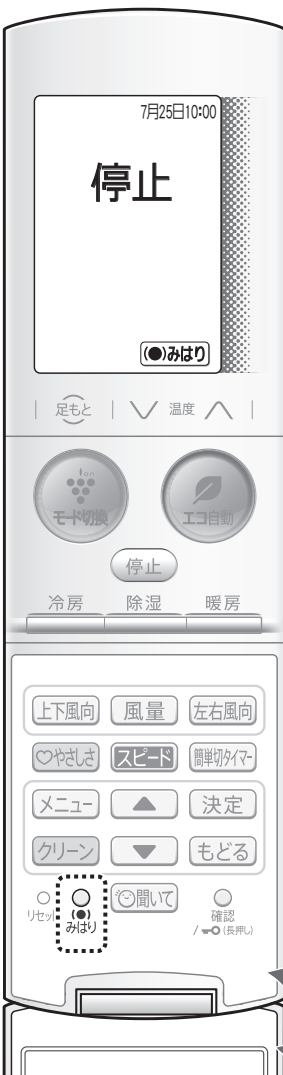 7月25日10:00
停止
(●)みはり
足もと 温度
ion
モード切換 エコ自動
停止
冷房 除湿 暖房
上下風向 風量 左右風向
♡やさしさ スピード 簡単切タイマー
メニュー ▲ 決定
クリーン ▼ もどる
聞いて
リセット (●)みはり 確認
/ (長押し)